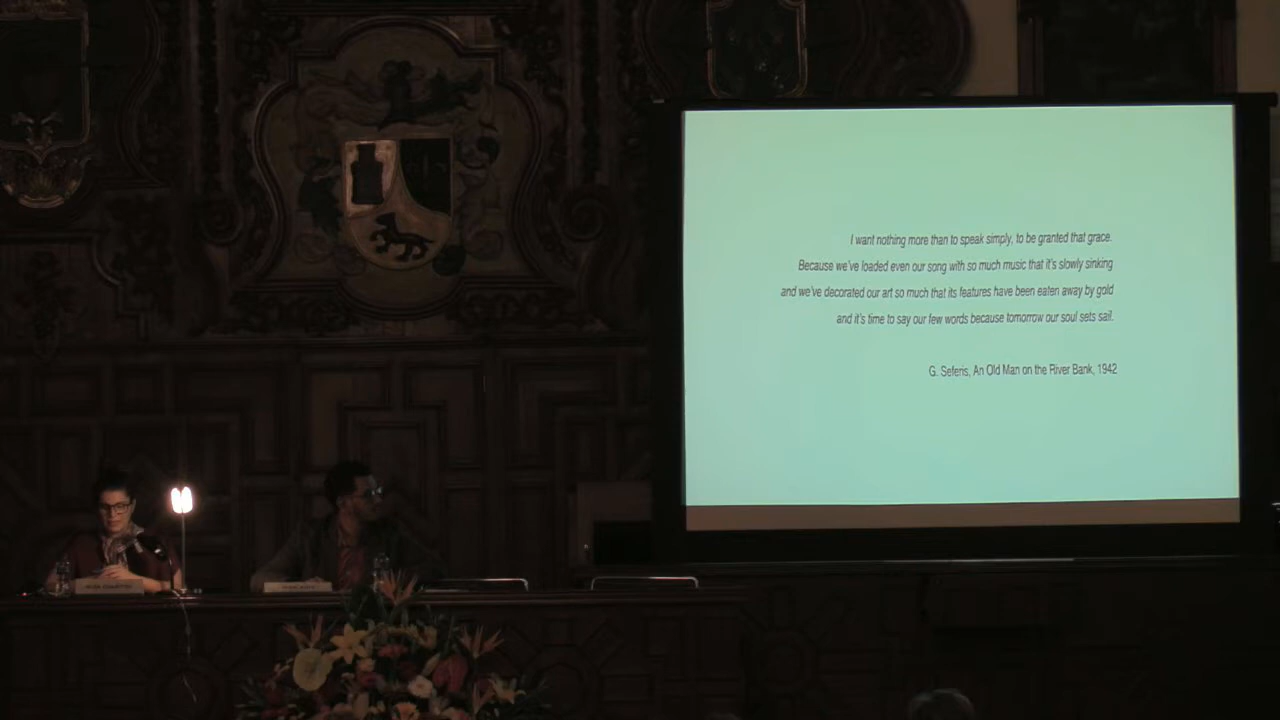 I want nothing more than to speak simply, to be granted that grace.
Because we've loaded even our song with so much music that it's slowly sinking
and we've decorated our art so much that its features have been eaten away by gold
and it's time to say our few words because tomorrow our soul sets sail.
G. Seferis, An Old Man on the River Bank, 1942